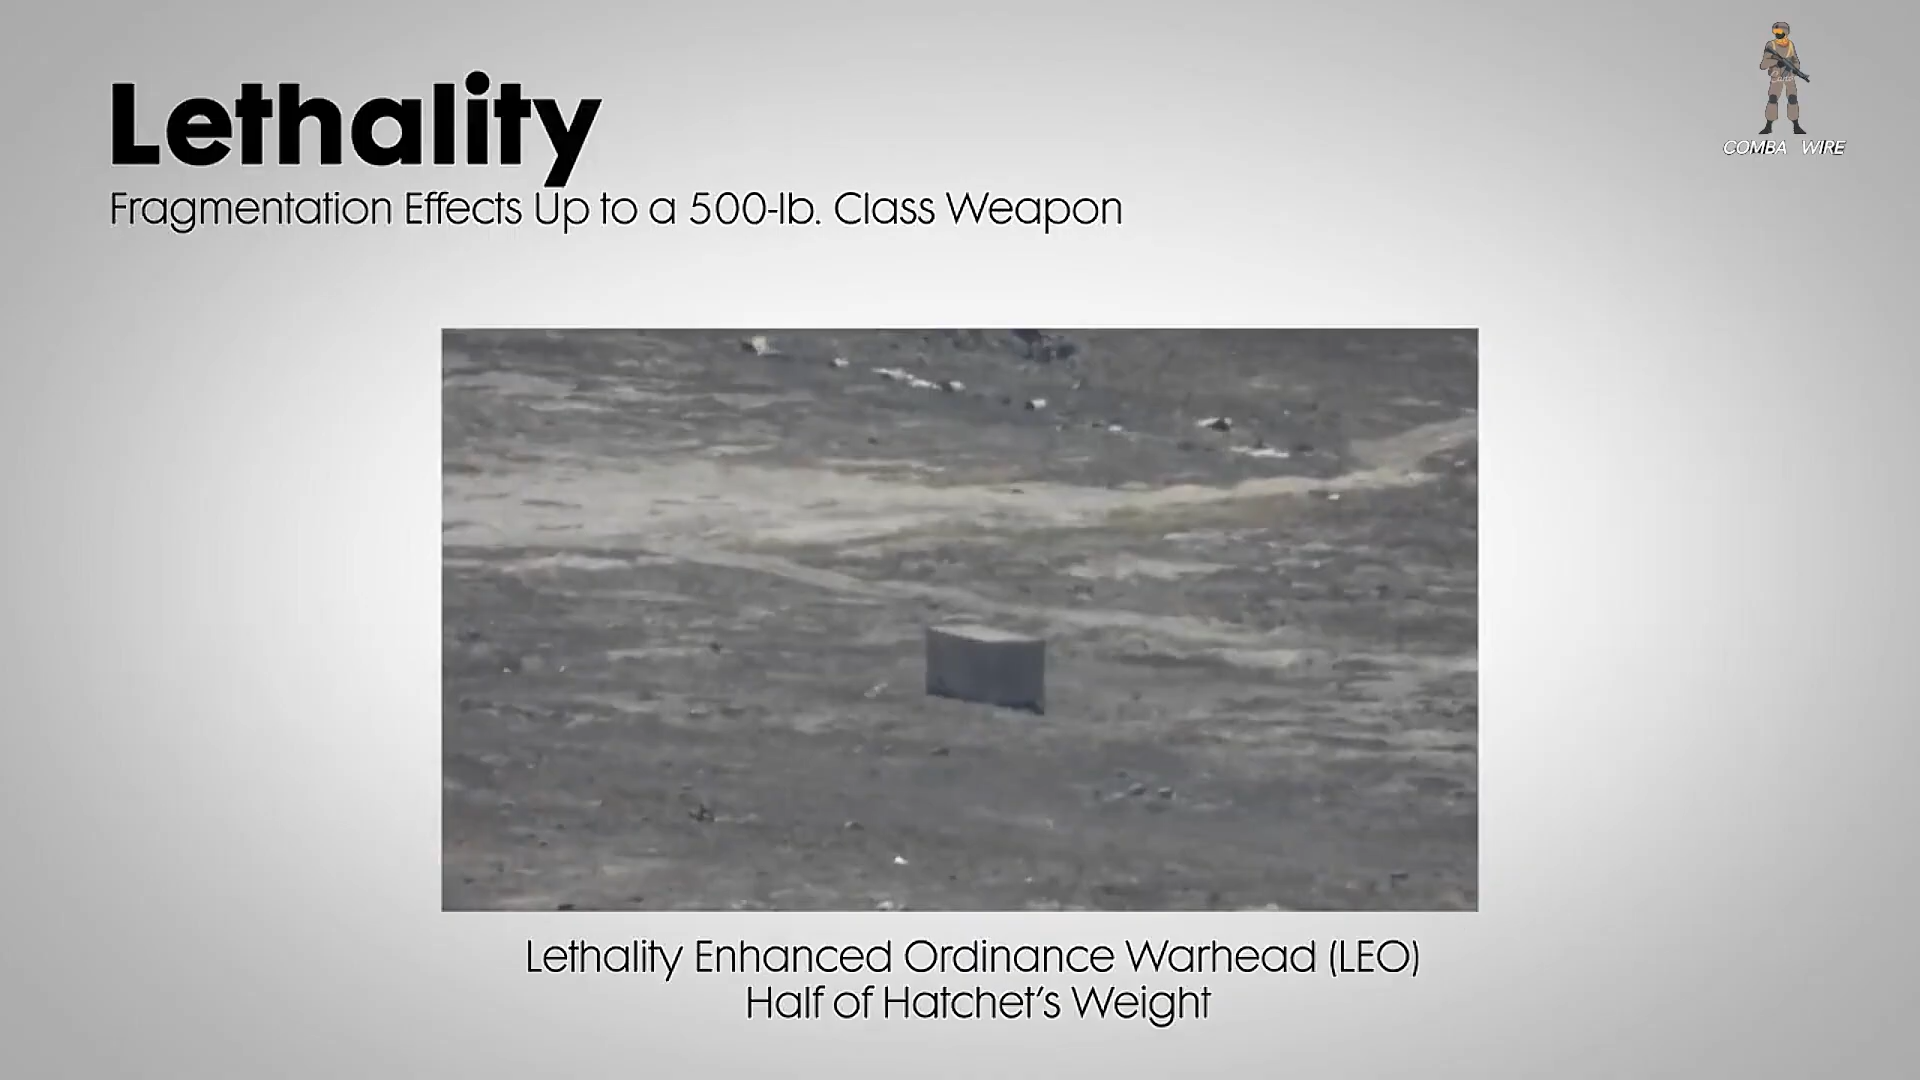 Lethality
Fragmentation Effects Up to a 500-lb. Class Weapon
COMBA WIRE
Lethality Enhanced Ordinance Warhead (LEO)
Half of Hatchet's Weight